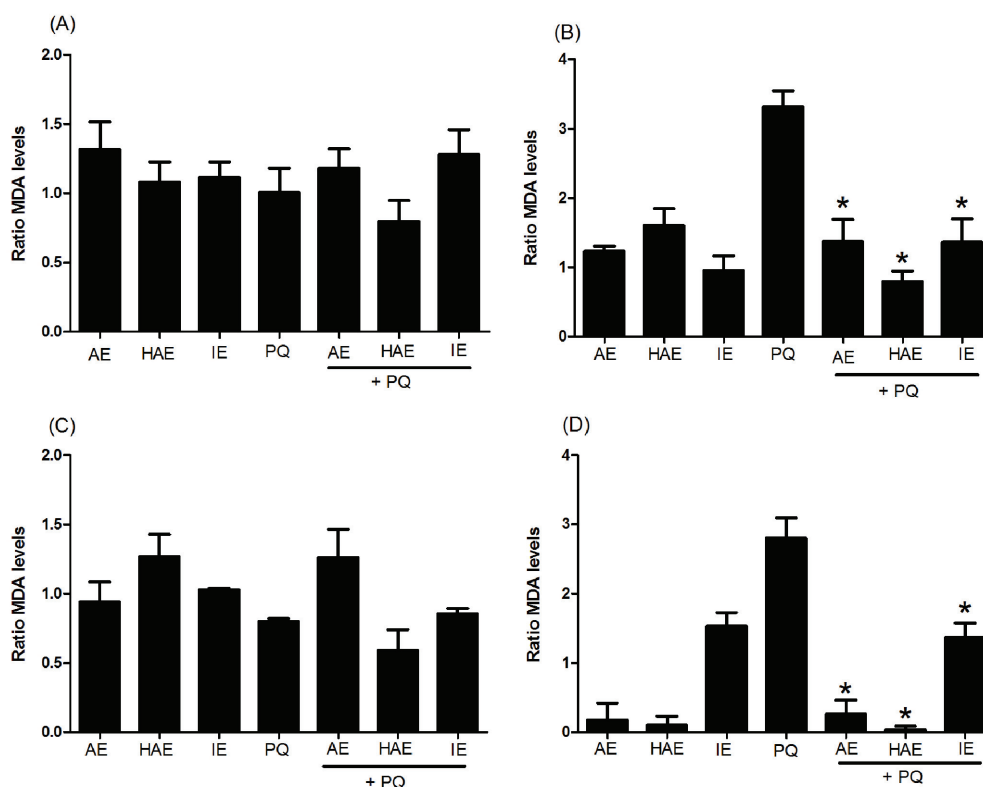 (A)
2.0
1.5
1.0
0.5
0.0
Ratio MDA levels
AE HAE IE PQ AE HAE IE
+ PQ
(B)
4
3
2
1
0
Ratio MDA levels
* * *
AE HAE IE PQ AE HAE IE
+ PQ
(C)
2.0
1.5
1.0
0.5
0.0
Ratio MDA levels
AE HAE IE PQ AE HAE IE
+ PQ
(D)
4
3
2
1
0
Ratio MDA levels
* * *
AE HAE IE PQ AE HAE IE
+ PQ